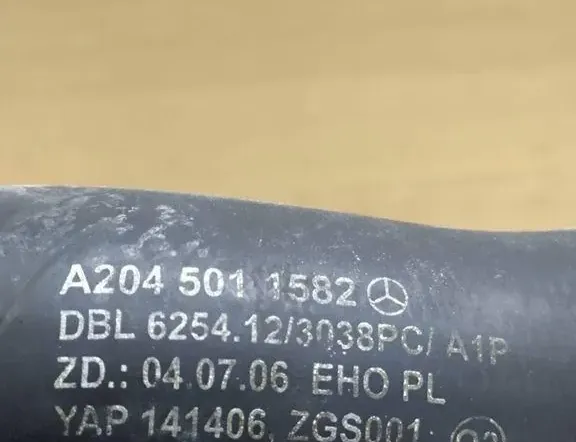 A204 501 1582
DBL 6254.12/3038PC/ A1P
ZD.: 04.07.06 EHO PL
YAP 141406, ZGS001;